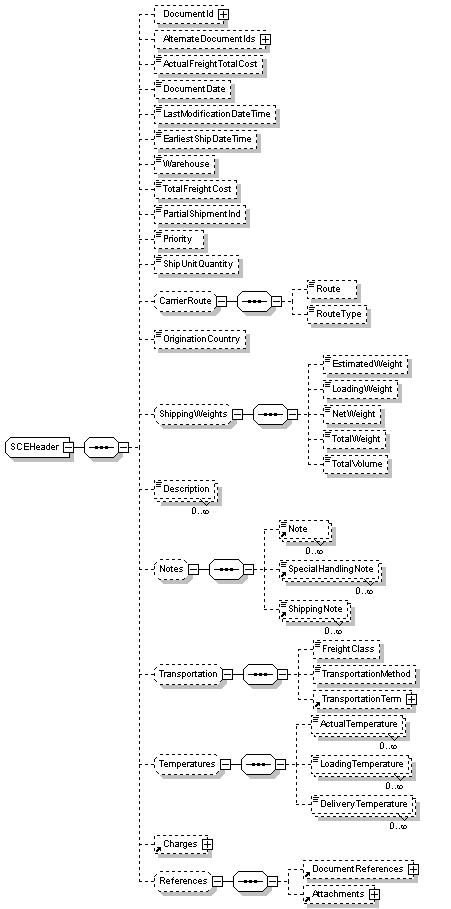 DocumentId
AlternateDocumentIds
ActualFreightTotalCost
DocumentDate
LastModificationDateTime
EarliestShipDateTime
Warehouse
TotalFreightCost
PartialShipmentInd
Priority
ShipUnitQuantity
CarrierRoute
Route
RouteType
OriginationCountry
ShippingWeights
EstimatedWeight
LoadingWeight
NetWeight
TotalWeight
TotalVolume
SCEHeader
Description
0..∞
Notes
Note
0..∞
SpecialHandlingNote
0..∞
ShippingNote
0..∞
Transportation
FreightClass
TransportationMethod
TransportationTerm
Temperatures
ActualTemperature
0..∞
LoadingTemperature
0..∞
DeliveryTemperature
0..∞
Charges
References
DocumentReferences
Attachments